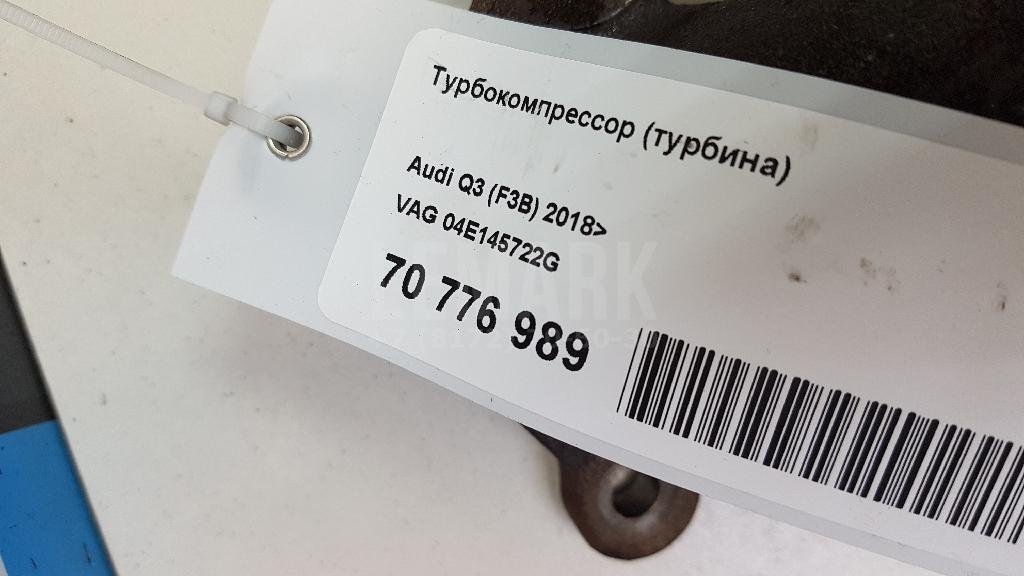 Турбокомпрессор (турбина)
Audi Q3 (F3B) 2018>
VAG 04E145722G
70 776 989